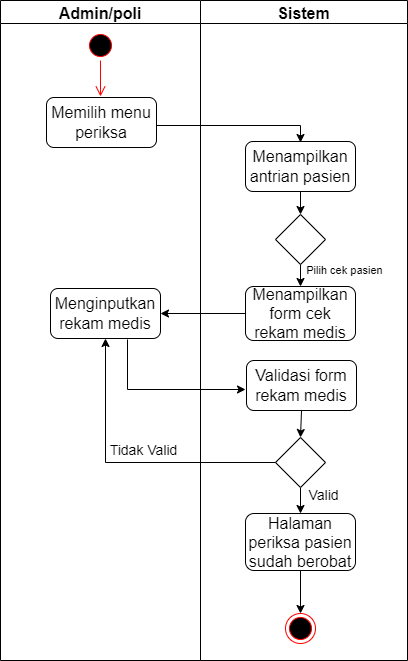 Admin/poli
Sistem
Memilih menu
periksa
Menampilkan
antrian pasien
Pilih cek pasien
Menampilkan
form cek
rekam medis
Menginputkan
rekam medis
Validasi form
rekam medis
Tidak Valid
Valid
Halaman
periksa pasien
sudah berobat